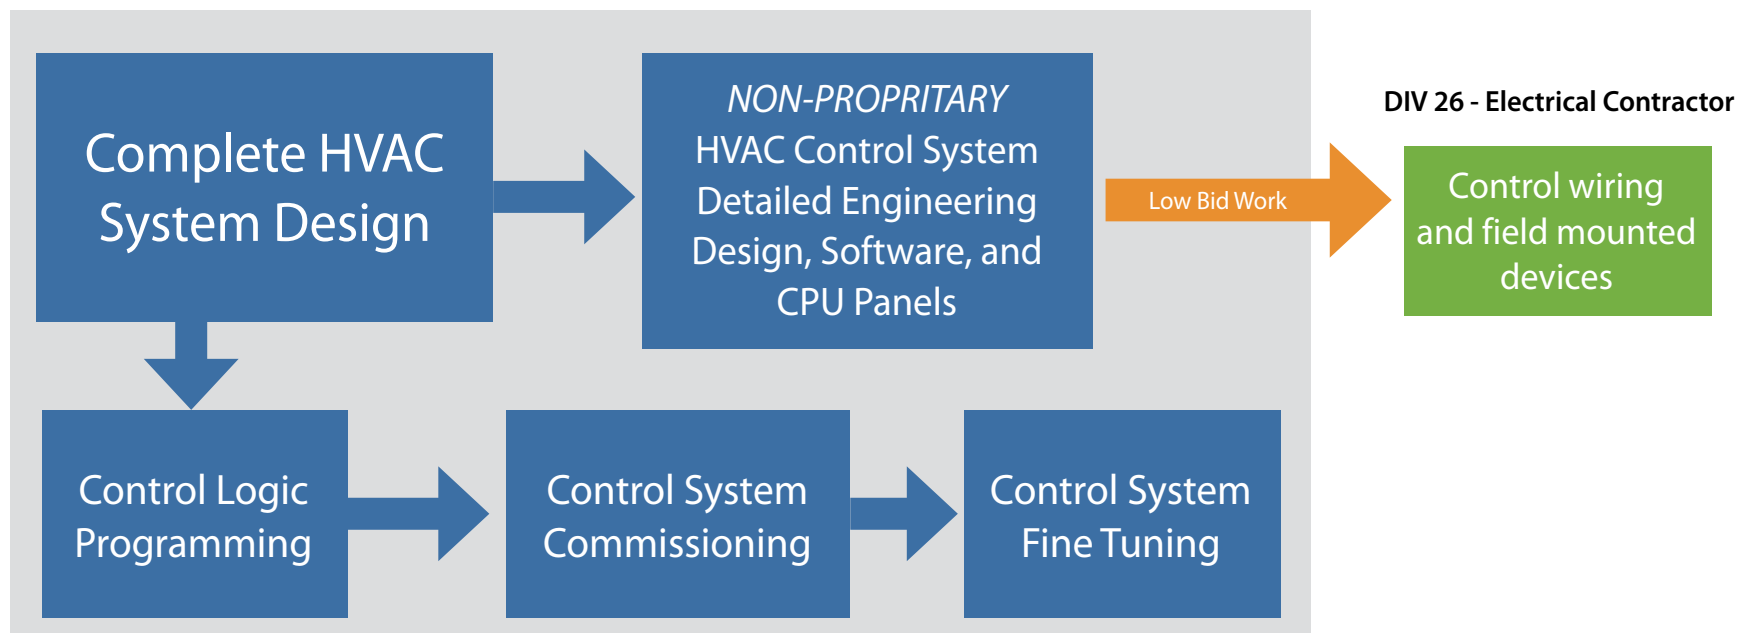 Complete HVAC
System Design
NON-PROPRITARY
HVAC Control System
Detailed Engineering
Design, Software, and
CPU Panels
Low Bid Work
DIV 26 - Electrical Contractor
Control wiring
and field mounted
devices
Control Logic
Programming
Control System
Commissioning
Control System
Fine Tuning